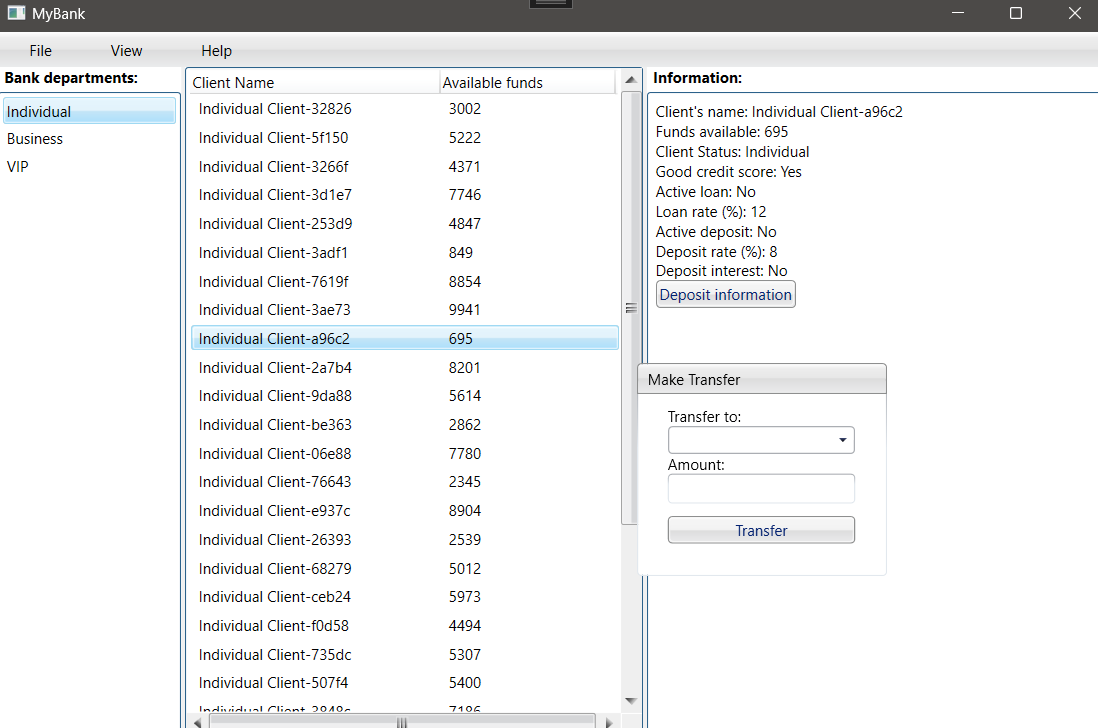 MyBank
File View Help
Bank departments:
Individual
Business
VIP
Client Name Available funds
Individual Client-32826 3002
Individual Client-5f150 5222
Individual Client-3266f 4371
Individual Client-3d1e7 7746
Individual Client-253d9 4847
Individual Client-3adf1 849
Individual Client-7619f 8854
Individual Client-3ae73 9941
Individual Client-a96c2 695
Individual Client-2a7b4 8201
Individual Client-9da88 5614
Individual Client-be363 2862
Individual Client-06e88 7780
Individual Client-76643 2345
Individual Client-e937c 8904
Individual Client-26393 2539
Individual Client-68279 5012
Individual Client-ceb24 5973
Individual Client-f0d58 4494
Individual Client-735dc 5307
Individual Client-507f4 5400
Individual Client-3848c 7186
Information:
Client's name: Individual Client-a96c2
Funds available: 695
Client Status: Individual
Good credit score: Yes
Active loan: No
Loan rate (%): 12
Active deposit: No
Deposit rate (%): 8
Deposit interest: No
Deposit information
Make Transfer
Transfer to:
Amount:
Transfer